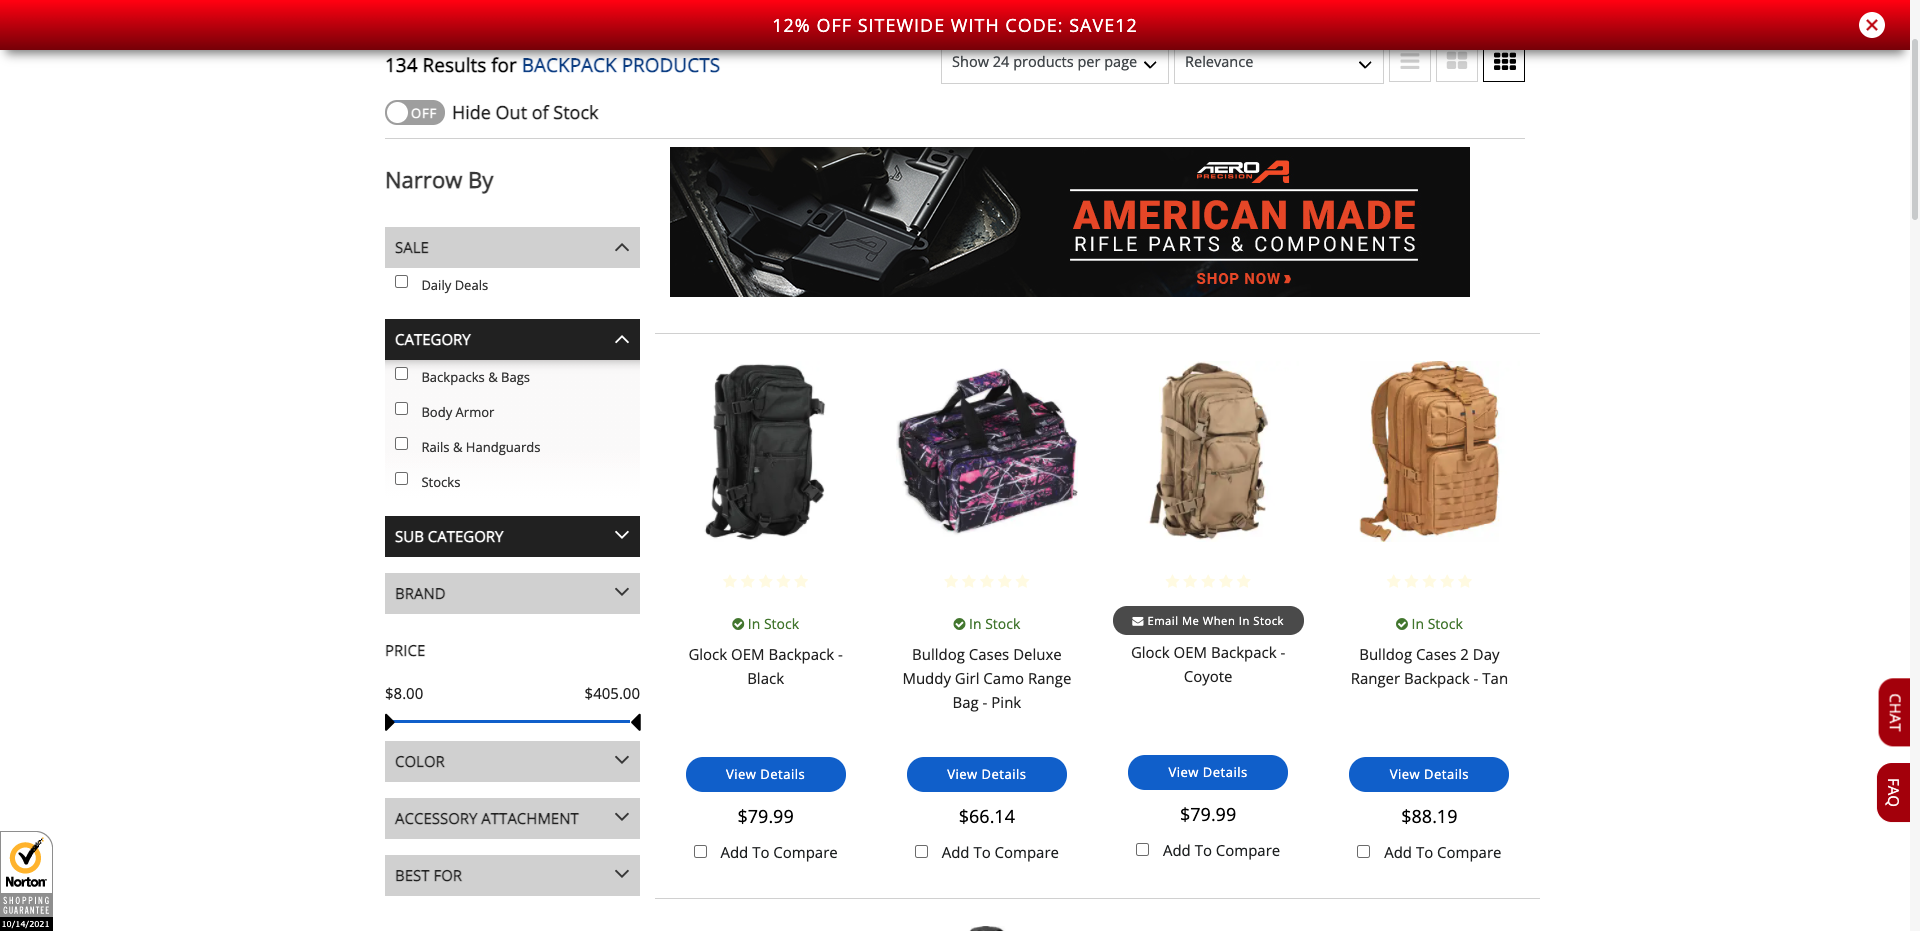 12% OFF SITEWIDE WITH CODE: SAVE12
134 Results for BACKPACK PRODUCTS
Show 24 products per page
Relevance
OFF Hide Out of Stock
Narrow By
SALE
Daily Deals
CATEGORY
Backpacks & Bags
Body Armor
Rails & Handguards
Stocks
SUB CATEGORY
BRAND
PRICE
$8.00 $405.00
COLOR
ACCESSORY ATTACHMENT
BEST FOR
AERO
PRECISION
AMERICAN MADE
RIFLE PARTS & COMPONENTS
SHOP NOW »
In Stock
Glock OEM Backpack -
Black
View Details
$79.99
Add To Compare
In Stock
Bulldog Cases Deluxe
Muddy Girl Camo Range
Bag - Pink
View Details
$66.14
Add To Compare
Email Me When In Stock
Glock OEM Backpack -
Coyote
View Details
$79.99
Add To Compare
In Stock
Bulldog Cases 2 Day
Ranger Backpack - Tan
View Details
$88.19
Add To Compare
CHAT
FAQ
Norton
SHOPPING
GUARANTEE
10/14/2021